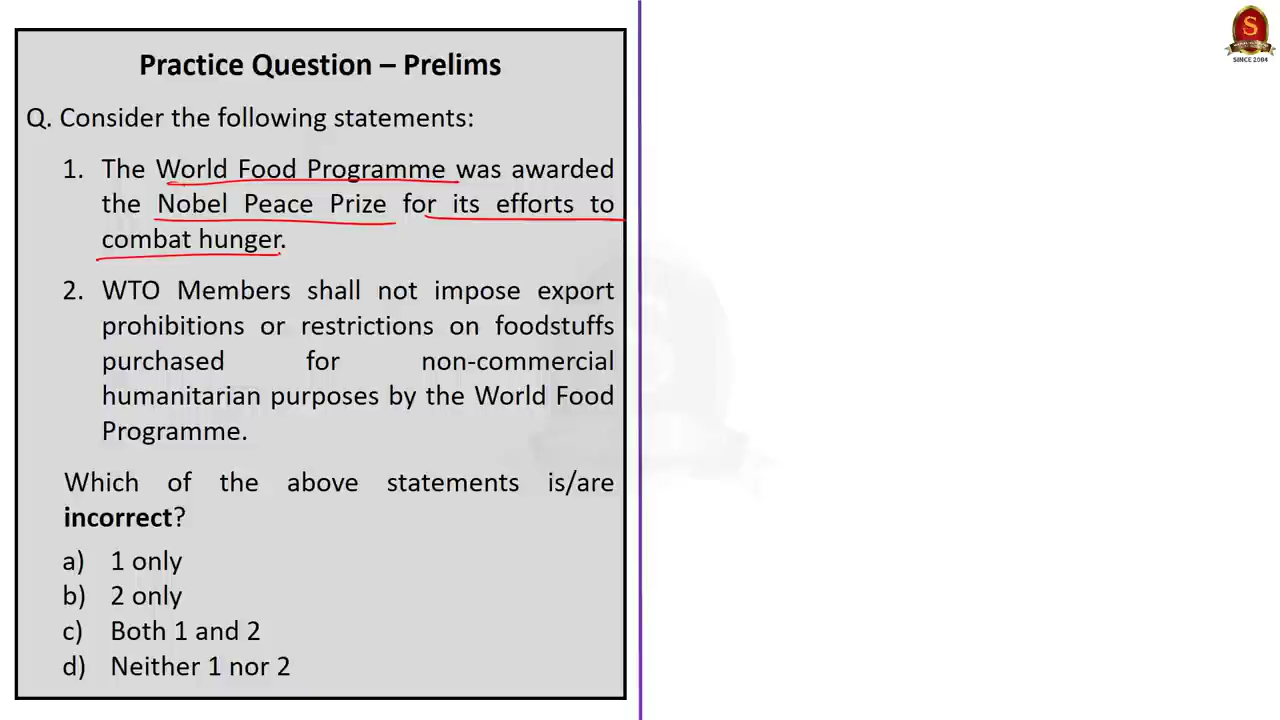 Practice Question – Prelims
Q. Consider the following statements:
1. The World Food Programme was awarded
the Nobel Peace Prize for its efforts to
combat hunger.
2. WTO Members shall not impose export
prohibitions or restrictions on foodstuffs
purchased for non-commercial
humanitarian purposes by the World Food
Programme.
Which of the above statements is/are
incorrect?
a) 1 only
b) 2 only
c) Both 1 and 2
d) Neither 1 nor 2
S
SINCE 2004